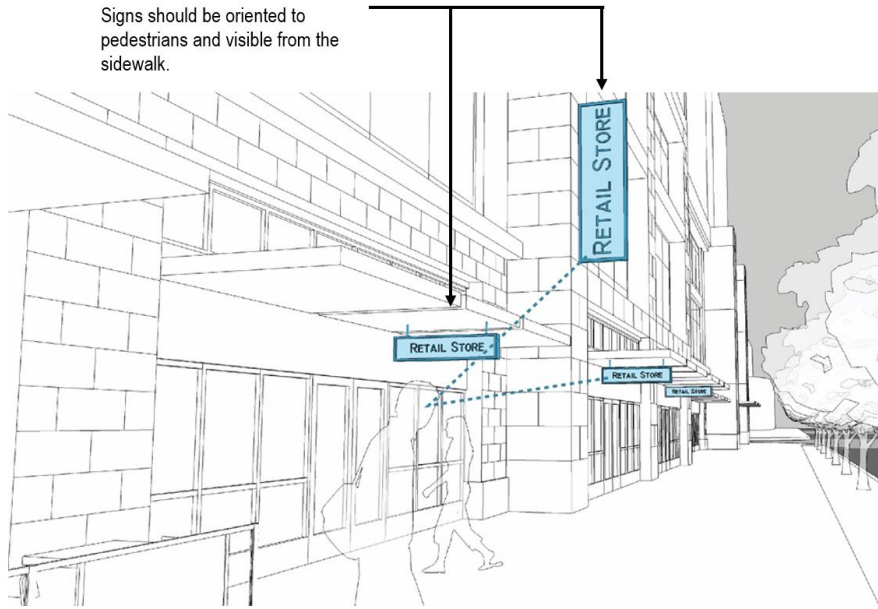 Signs should be oriented to
pedestrians and visible from the
sidewalk.
RETAIL STORE
RETAIL STORE
RETAIL STORE
RETAIL STORE